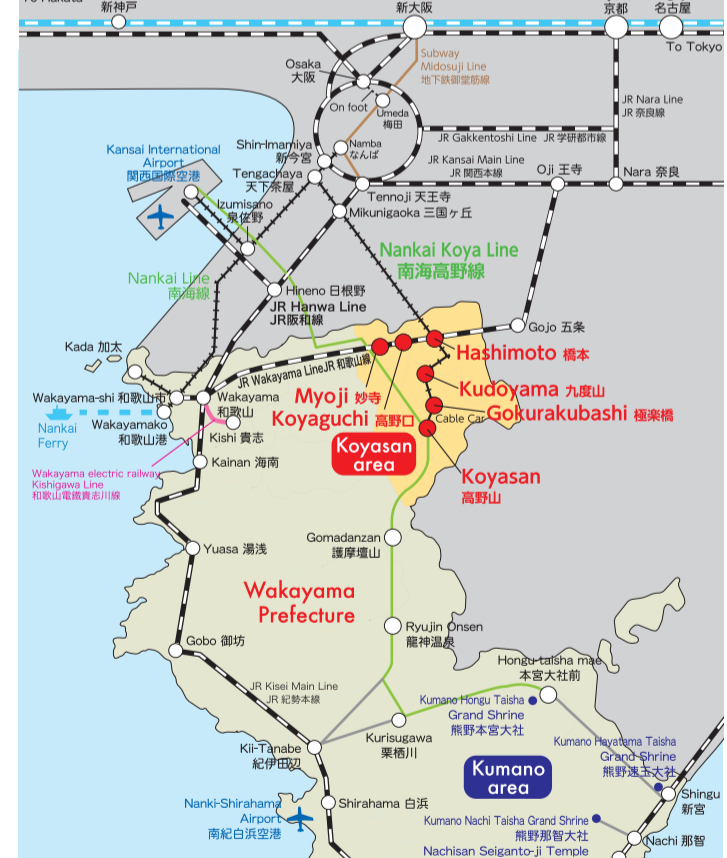 To Hakata
新神戸
新大阪
京都
名古屋
To Tokyo
Osaka
大阪
Subway
Midosuji Line
地下鉄御堂筋線
On foot
Umeda
梅田
JR Nara Line
JR 奈良線
JR Gakkentoshi Line JR 学研都市線
JR Kansai Main Line
JR 関西本線
Kansai International
Airport
関西国際空港
Shin-Imamiya
新今宮
Namba
なんば
Tengachaya
天下茶屋
Oji 王寺
Nara 奈良
Tennoji 天王寺
Mikunigaoka 三国ヶ丘
Izumisano
泉佐野
Nankai Koya Line
南海高野線
Nankai Line
南海線
Hineno 日根野
JR Hanwa Line
JR阪和線
Gojo 五条
Kada 加太
JR Wakayama Line JR 和歌山線
Hashimoto 橋本
Myoji 妙寺
Koyaguchi 高野口
Kudoyama 九度山
Gokurakubashi 極楽橋
Cable Car
Wakayama-shi 和歌山市
Wakayama
和歌山
Wakayamako
和歌山港
Nankai
Ferry
Kishi 貴志
Koyasan
area
Koyasan
高野山
Kainan 海南
Wakayama electric railway
Kishigawa Line
和歌山電鐵貴志川線
Gomadanzan
護摩壇山
Yuasa 湯浅
Wakayama
Prefecture
Ryujin Onsen
龍神温泉
Gobo 御坊
Hongu taisha mae
本宮大社前
JR Kisei Main Line
JR 紀勢本線
Kumano Hongu Taisha
Grand Shrine
熊野本宮大社
Kurisugawa
栗栖川
Kii-Tanabe
紀伊田辺
Kumano Hayatama Taisha
Grand Shrine
熊野速玉大社
Kumano
area
Shingu
新宮
Nanki-Shirahama
Airport
南紀白浜空港
Shirahama 白浜
Kumano Nachi Taisha Grand Shrine
熊野那智大社
Nachisan Seiganto-ji Temple
Nachi 那智